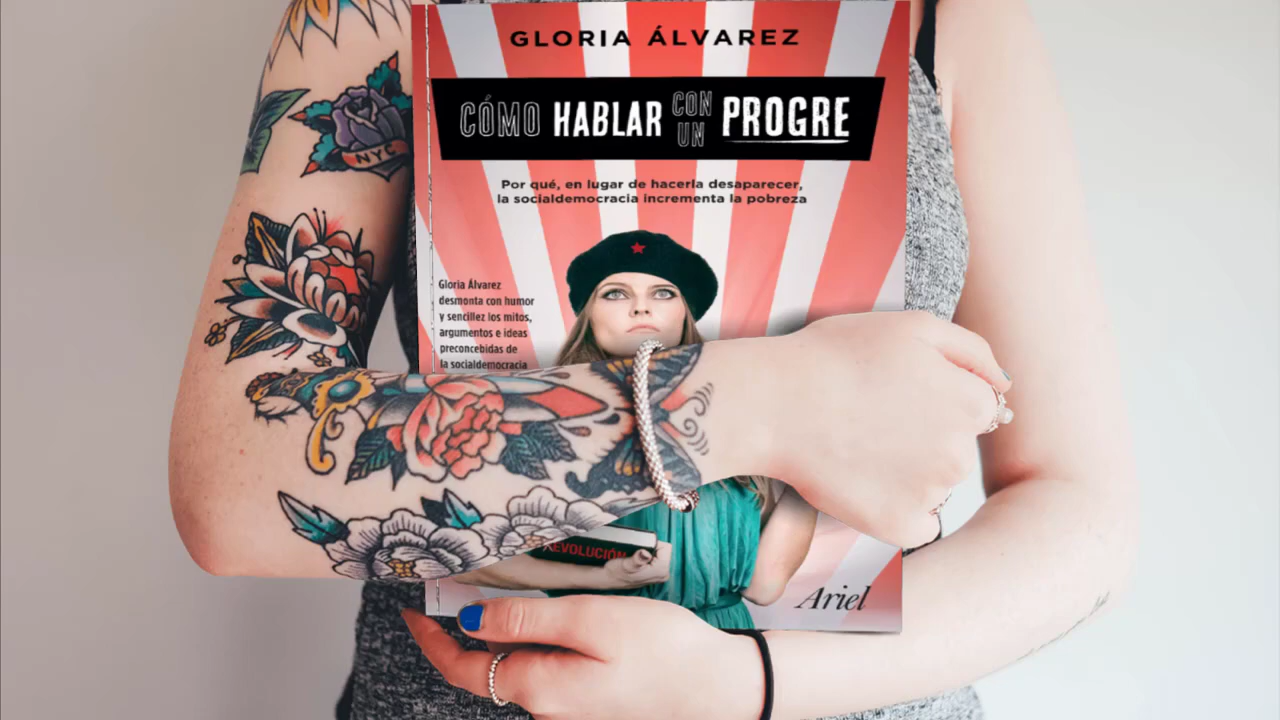 GLORIA ÁLVAREZ
CÓMO HABLAR CON UN PROGRE
Por qué, en lugar de hacerla desaparecer,
la socialdemocracia incrementa la pobreza
Gloria Álvarez
desmonta con humor
y sencillez los mitos,
argumentos e ideas
preconcebidas de
la socialdemocracia
NYC
REVOLUCIÓN
Ariel